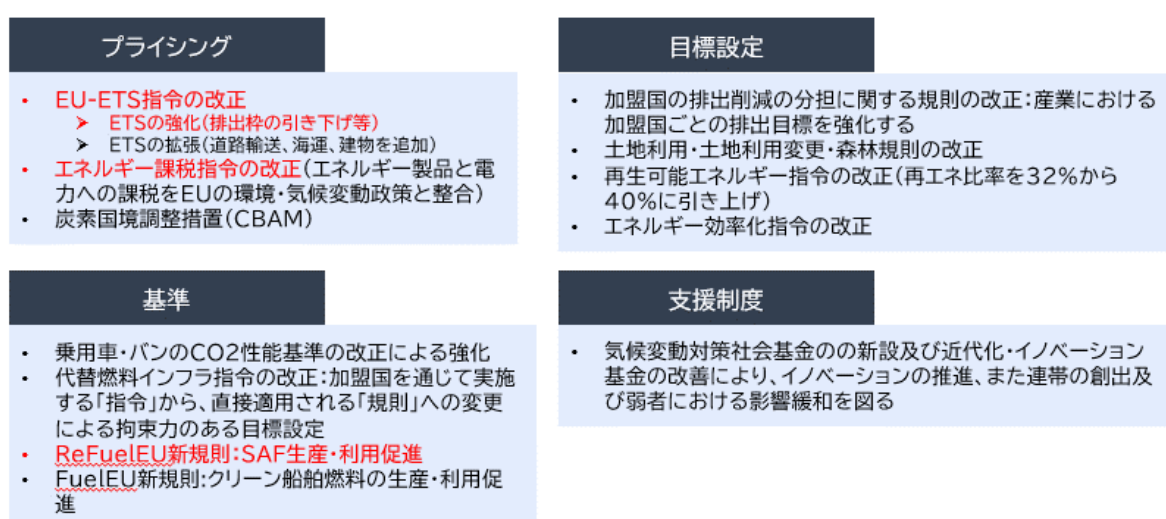 プライシング
• EU-ETS指令の改正
➤ ETSの強化(排出枠の引き下げ等)
➤ ETSの拡張(道路輸送、海運、建物を追加)
• エネルギー課税指令の改正(エネルギー製品と電
力への課税をEUの環境・気候変動政策と整合)
• 炭素国境調整措置(CBAM)
目標設定
• 加盟国の排出削減の分担に関する規則の改正:産業における
加盟国ごとの排出目標を強化する
• 土地利用・土地利用変更・森林規則の改正
• 再生可能エネルギー指令の改正(再エネ比率を32%から
40%に引き上げ)
• エネルギー効率化指令の改正
基準
• 乗用車・バンのCO2性能基準の改正による強化
• 代替燃料インフラ指令の改正:加盟国を通じて実施
する「指令」から、直接適用される「規則」への変更
による拘束力のある目標設定
• ReFuelEU新規則:SAF生産・利用促進
• FuelEU新規則:クリーン船舶燃料の生産・利用促
進
支援制度
• 気候変動対策社会基金のの新設及び近代化・イノベーション
基金の改善により、イノベーションの推進、また連帯の創出及
び弱者における影響緩和を図る